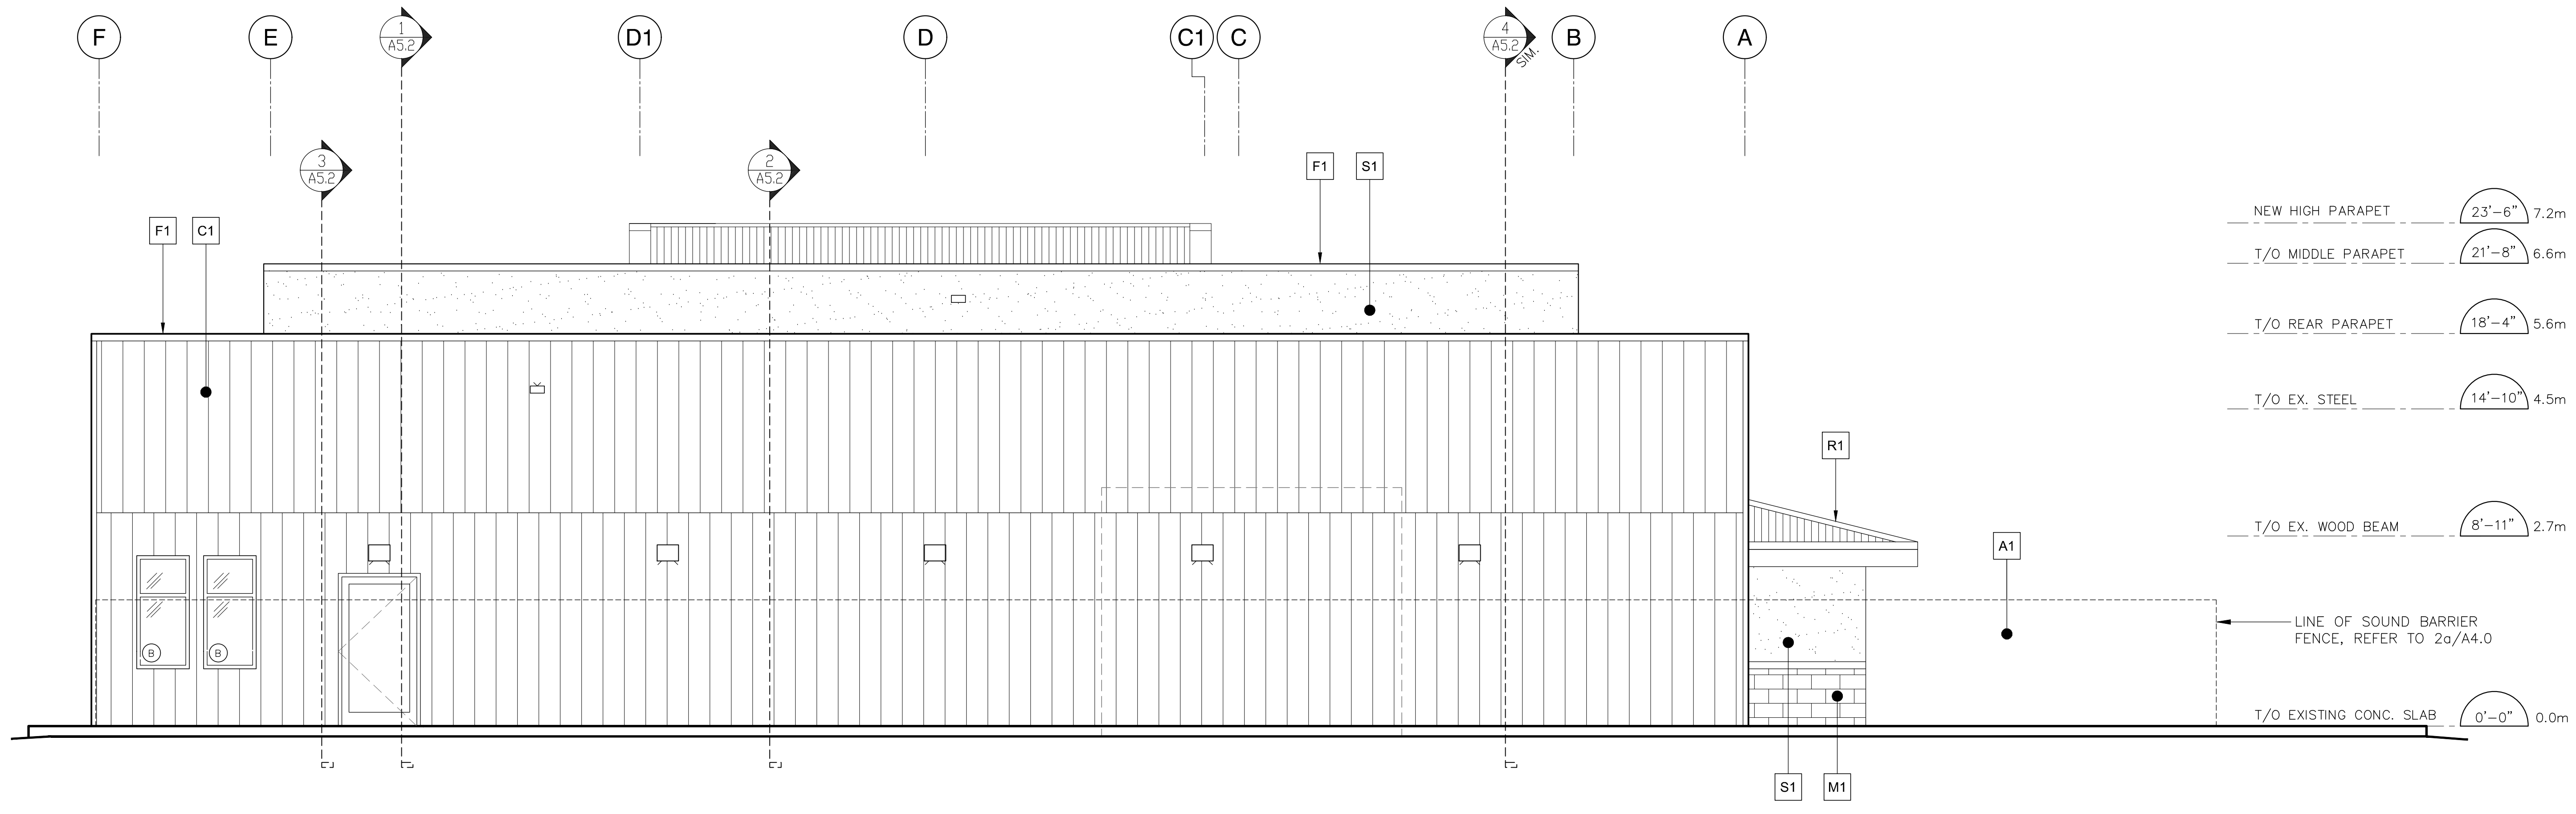 F
E
1
A5.2
D1
D
C1
C
4
A5.2
SIM.
B
A
3
A5.2
2
A5.2
F1
S1
F1
C1
NEW HIGH PARAPET 23'-6" 7.2m
T/O MIDDLE PARAPET 21'-8" 6.6m
T/O REAR PARAPET 18'-4" 5.6m
T/O EX. STEEL 14'-10" 4.5m
R1
T/O EX. WOOD BEAM 8'-11" 2.7m
A1
LINE OF SOUND BARRIER
FENCE, REFER TO 2a/A4.0
B
B
T/O EXISTING CONC. SLAB 0'-0" 0.0m
S1
M1